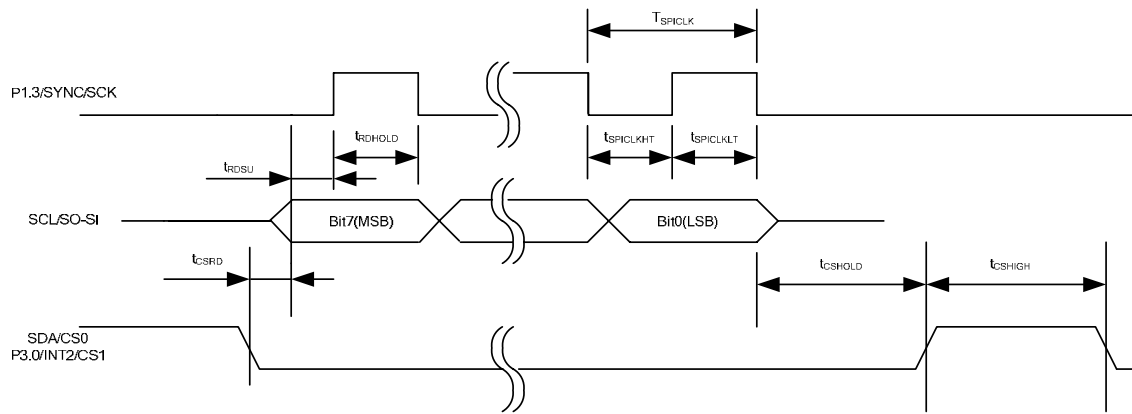 TSPICLK
P1.3/SYNC/SCK
tRDHOLD
tSPICLKHT
tSPICLKLT
tRDSU
SCL/SO-SI
Bit7(MSB)
Bit0(LSB)
tCSRD
tCSHOLD
tCSHIGH
SDA/CS0
P3.0/INT2/CS1